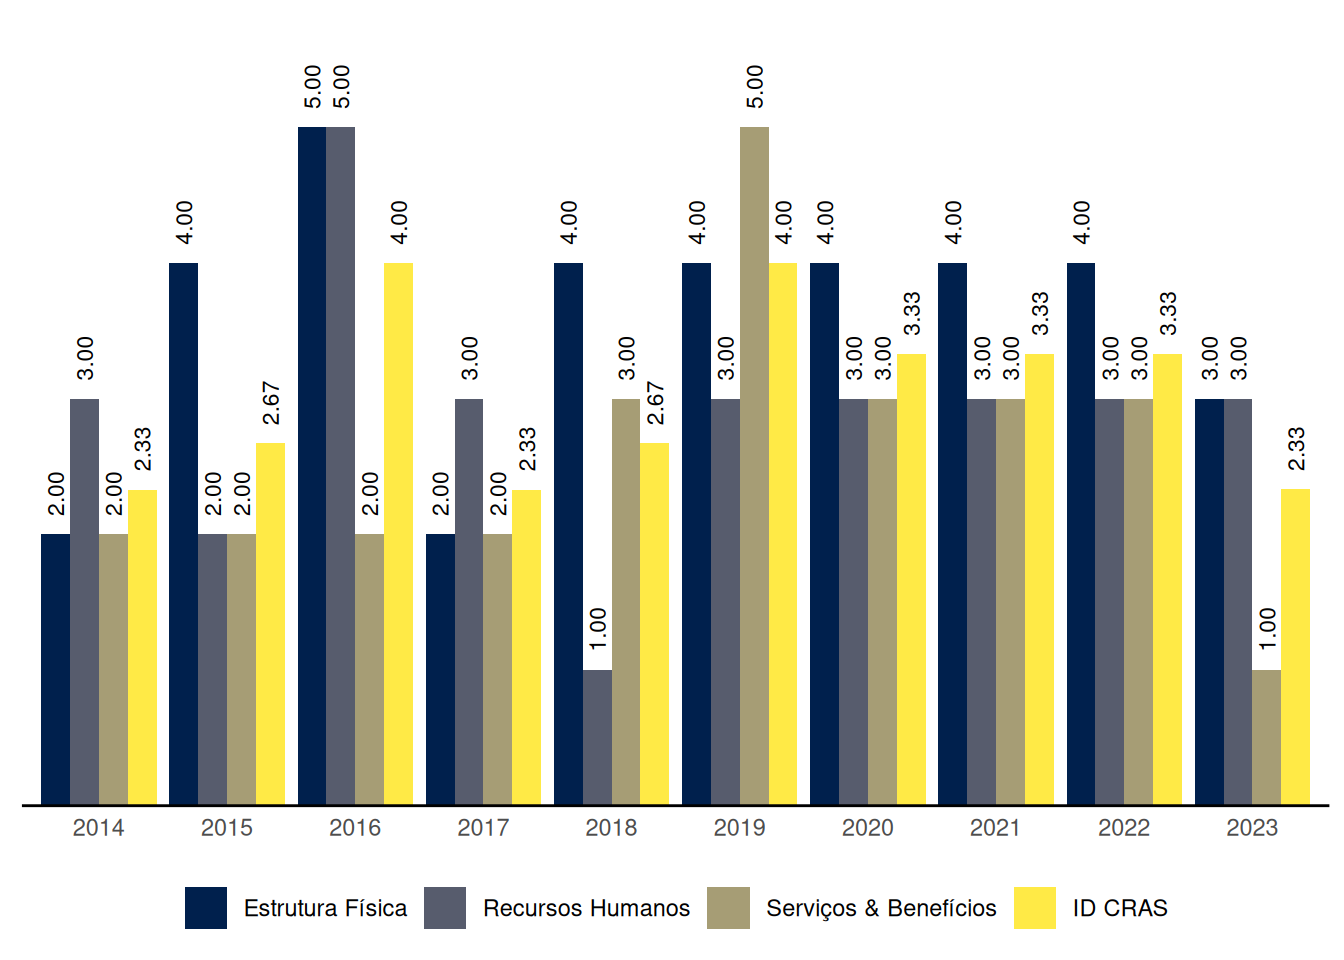 5.00 5.00 5.00
4.00 4.00 4.00 4.00 4.00 4.00 4.00 4.00
3.33 3.33 3.33
3.00 3.00 3.00 3.00 3.00 3.00 3.00 3.00 3.00 3.00 3.00 3.00
2.67 2.67
2.33 2.33 2.33
2.00 2.00 2.00 2.00 2.00 2.00 2.00
1.00 1.00
2014 2015 2016 2017 2018 2019 2020 2021 2022 2023
Estrutura Física Recursos Humanos Serviços & Benefícios ID CRAS